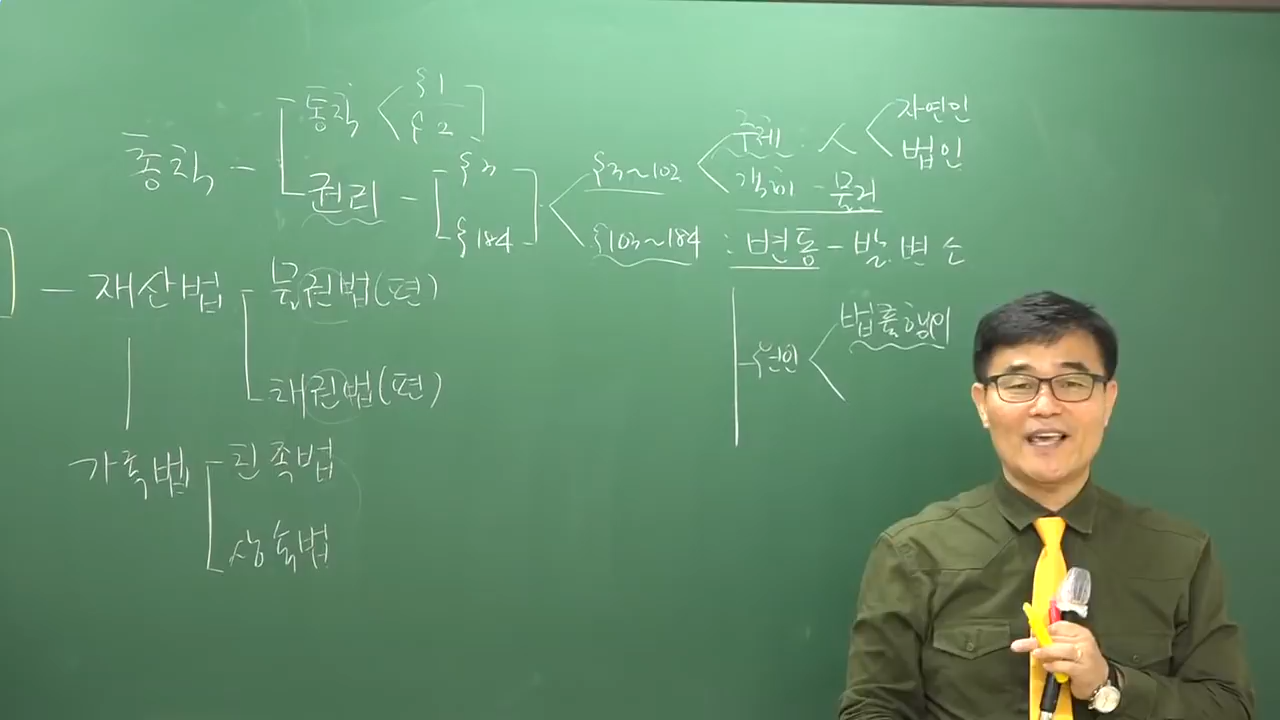 총칙 - 통칙 < §1 §2
권리 - §3 §184 < §3~102 < 주체 · 人 < 자연인 법인
객체 - 물건
§103~184 : 변동 - 발.변.소
원인 < 법률행위
- 재산법 - 물권법(편)
채권법(편)
가족법 - 친족법
상속법